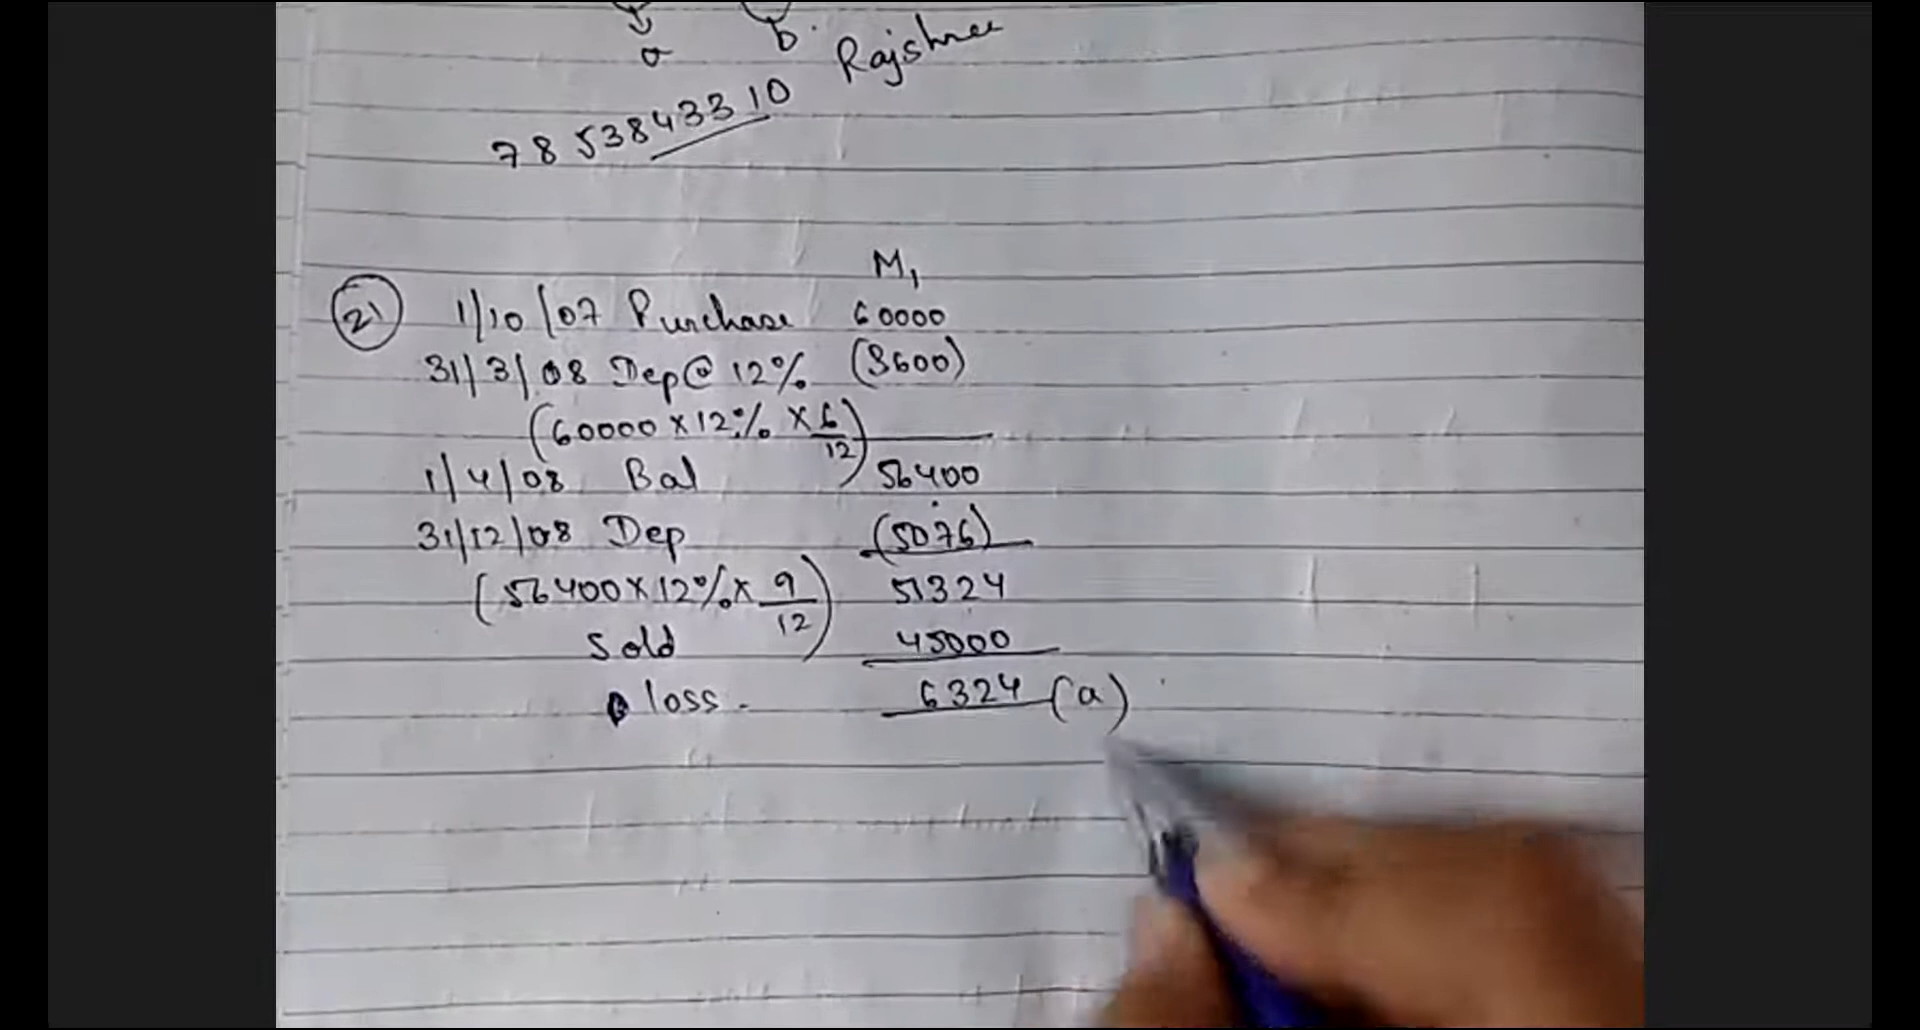 a b. Rajshree
7853843310
M1
21 1/10/07 Purchase 60000
31/3/08 Dep@ 12% (3600)
(60000 x 12% x 6/12)
1/4/08 Bal 56400
31/12/08 Dep (5076)
(56400 x 12% x 9/12) 51324
Sold 45000
loss - 6324 (a)